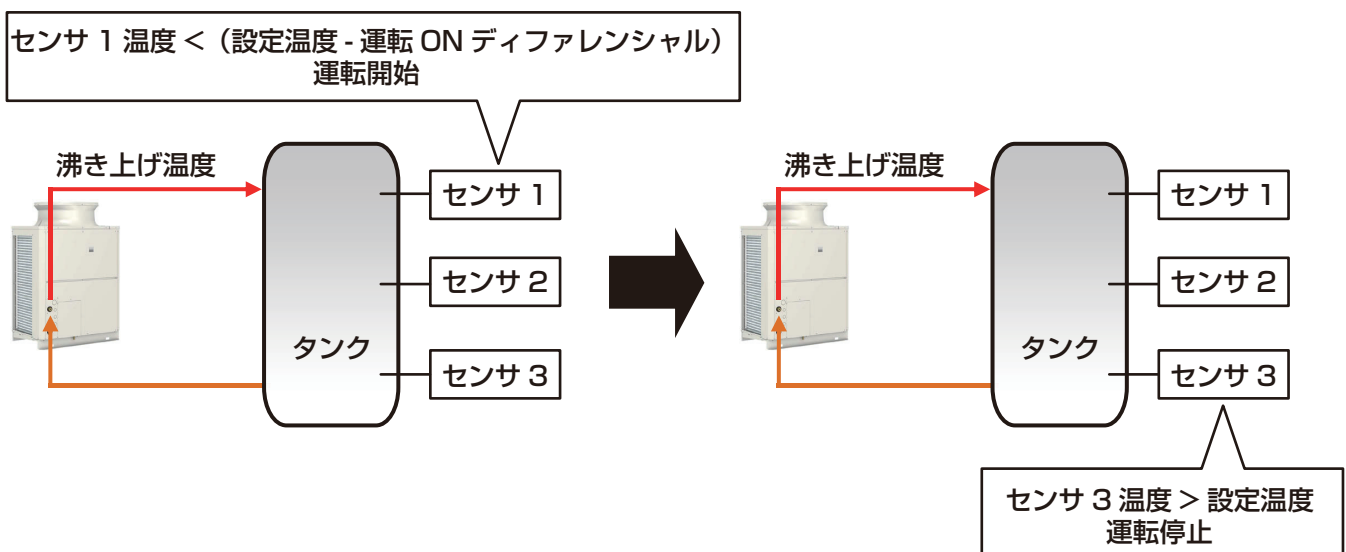 センサ 1 温度 <（設定温度 - 運転 ON ディファレンシャル）
運転開始
沸き上げ温度
センサ 1
センサ 2
タンク
センサ 3
沸き上げ温度
センサ 1
センサ 2
タンク
センサ 3
センサ 3 温度 > 設定温度
運転停止